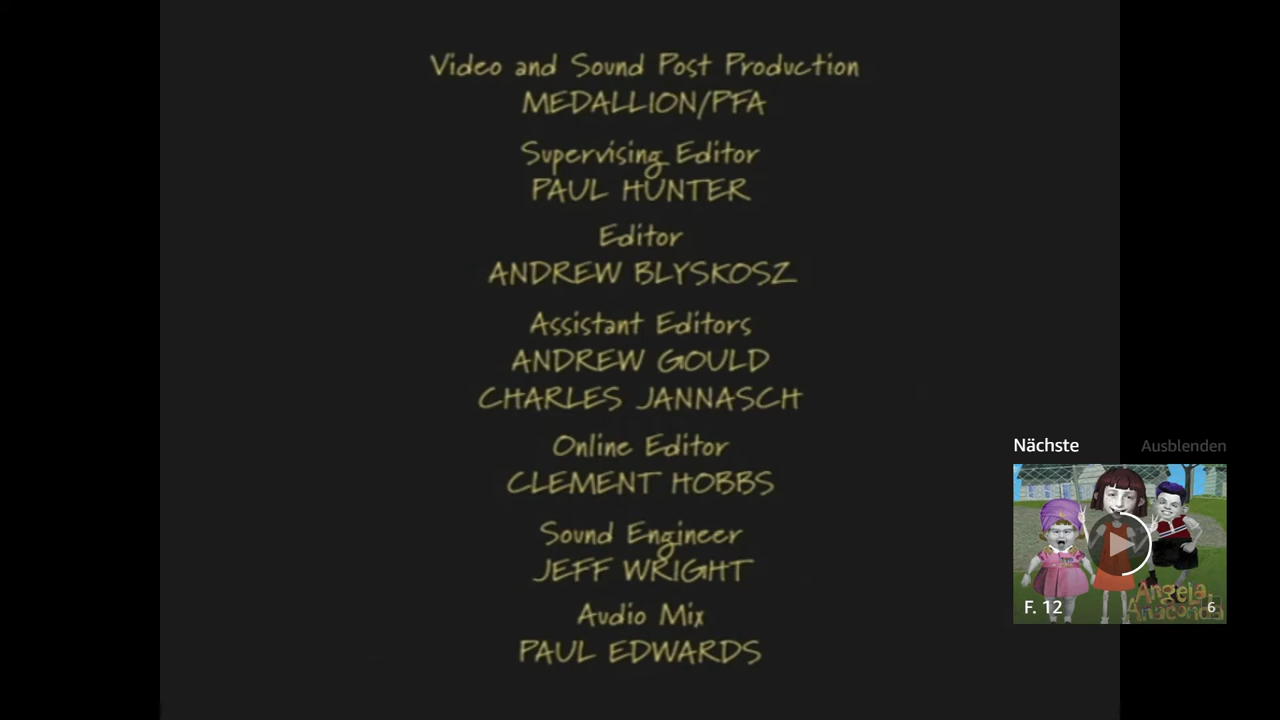 Video and Sound Post Production
MEDALLION/PFA
Supervising Editor
PAUL HUNTER
Editor
ANDREW BLYSKOSZ
Assistant Editors
ANDREW GOULD
CHARLES JANNASCH
Online Editor
CLEMENT HOBBS
Sound Engineer
JEFF WRIGHT
Audio Mix
PAUL EDWARDS
Nächste Ausblenden
F. 12
Angela
Anaconda
6